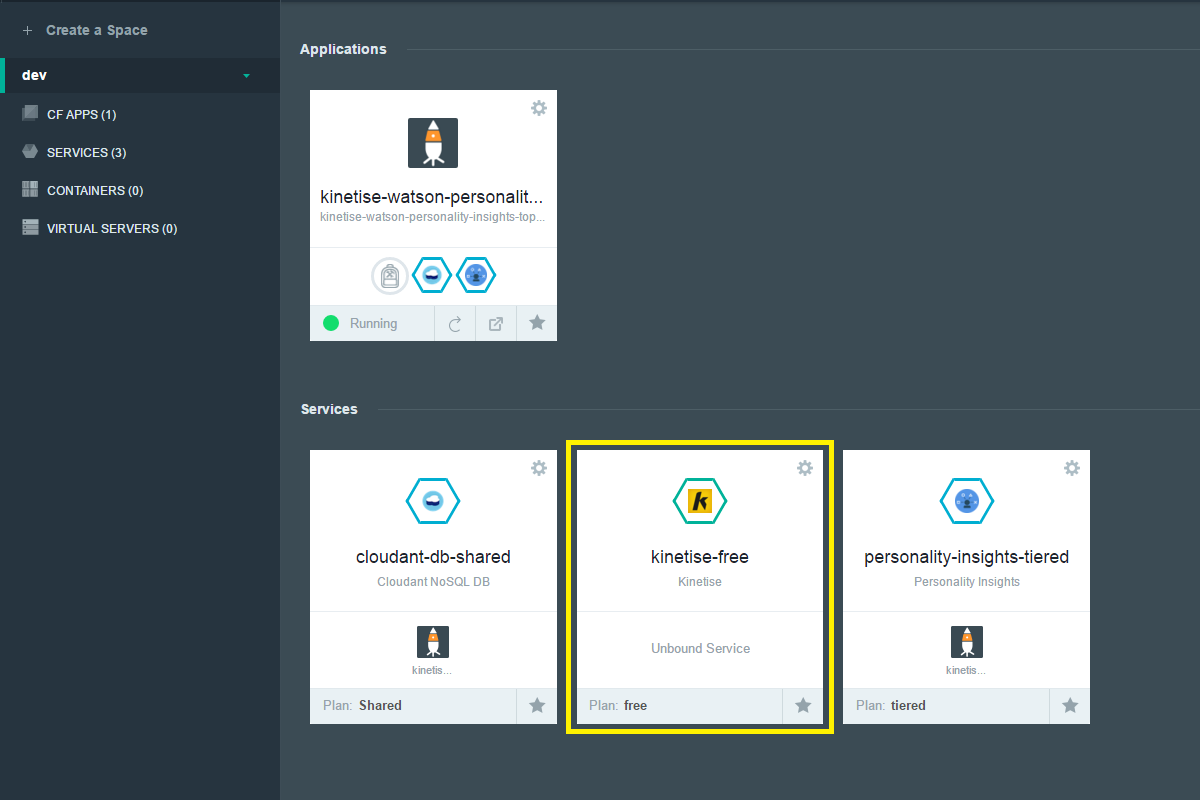 + Create a Space
dev
CF APPS (1)
SERVICES (3)
CONTAINERS (0)
VIRTUAL SERVERS (0)
Applications
kinetise-watson-personalit...
kinetise-watson-personality-insights-top...
Running
Services
cloudant-db-shared
Cloudant NoSQL DB
kinetis...
Plan: Shared
k
kinetise-free
Kinetise
Unbound Service
Plan: free
personality-insights-tiered
Personality Insights
kinetis...
Plan: tiered